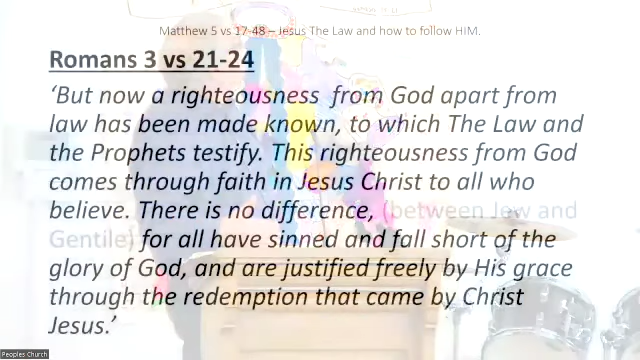 Matthew 5 vs 17-48 – Jesus The Law and how to follow HIM.
Romans 3 vs 21-24
‘But now a righteousness from God apart from
law has been made known, to which The Law and
the Prophets testify. This righteousness from God
comes through faith in Jesus Christ to all who
believe. There is no difference, (between Jew and
Gentile) for all have sinned and fall short of the
glory of God, and are justified freely by His grace
through the redemption that came by Christ
Jesus.’
Peoples Church